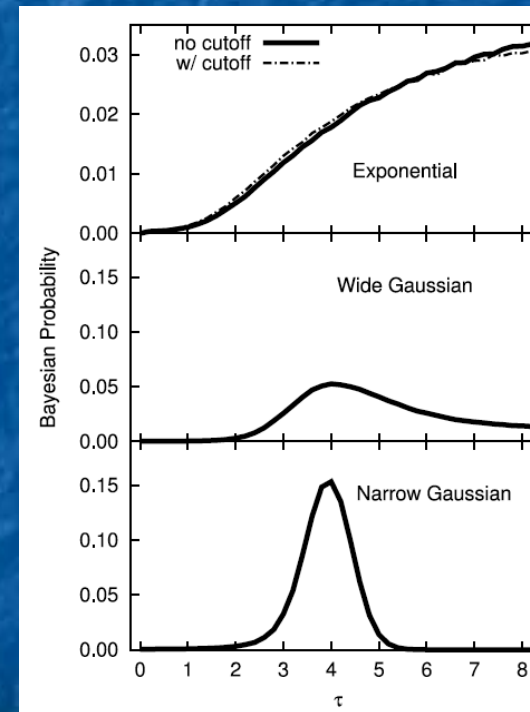 no cutoff
w/ cutoff
0.03
0.02
0.01
0.00
Exponential
Bayesian Probability
0.15
0.10
0.05
0.00
Wide Gaussian
0.15
0.10
0.05
0.00
Narrow Gaussian
0 1 2 3 4 5 6 7 8
τ